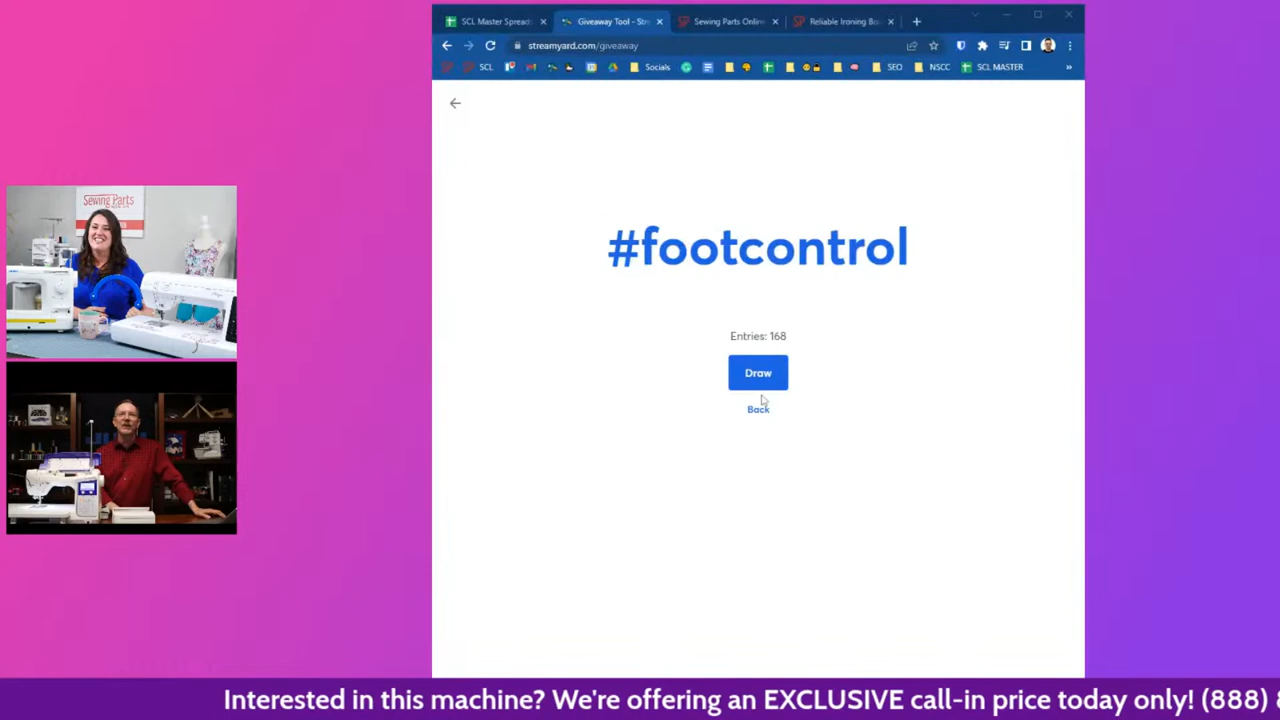 SCL Master Spreads
Giveaway Tool - Stre
Sewing Parts Online
Reliable Ironing Boa
streamyard.com/giveaway
SCL
Socials
SEO
NSCC
SCL MASTER
#footcontrol
Entries: 168
Draw
Back
Sewing Parts
Interested in this machine? We're offering an EXCLUSIVE call-in price today only! (888)